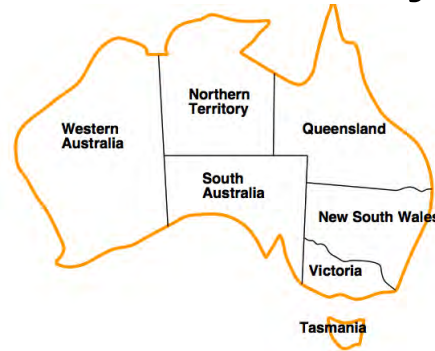 Northern
Territory
Western
Australia
Queensland
South
Australia
New South Wales
Victoria
Tasmania